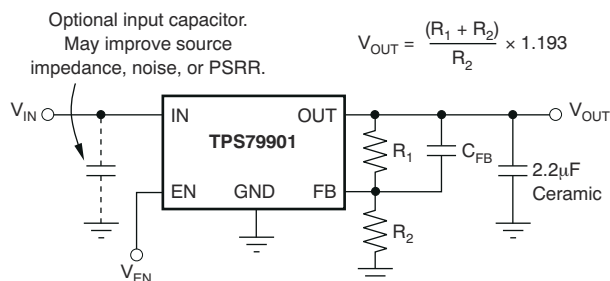 Optional input capacitor.
May improve source
impedance, noise, or PSRR.
V_OUT = (R_1 + R_2) / R_2 × 1.193
V_IN
IN
OUT
V_OUT
TPS79901
R_1
C_FB
2.2μF
Ceramic
EN
GND
FB
R_2
V_EN